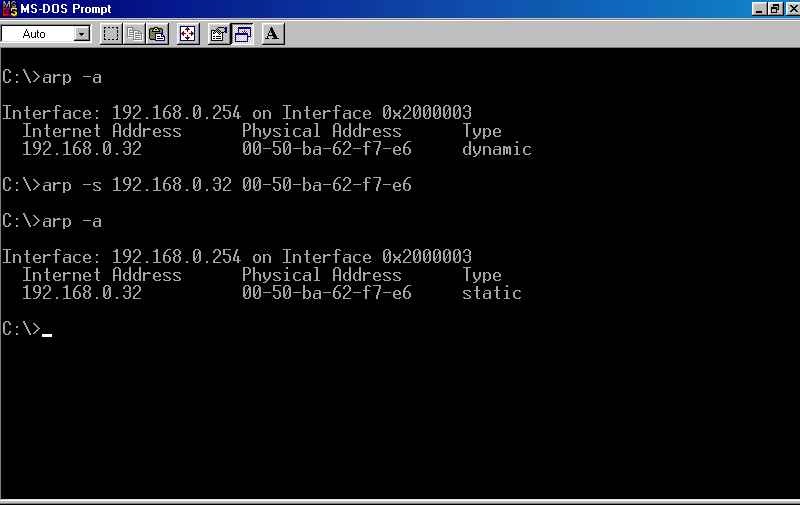 MS-DOS Prompt
Auto A
C:\>arp -a
Interface: 192.168.0.254 on Interface 0x2000003
Internet Address Physical Address Type
192.168.0.32 00-50-ba-62-f7-e6 dynamic
C:\>arp -s 192.168.0.32 00-50-ba-62-f7-e6
C:\>arp -a
Interface: 192.168.0.254 on Interface 0x2000003
Internet Address Physical Address Type
192.168.0.32 00-50-ba-62-f7-e6 static
C:\>_